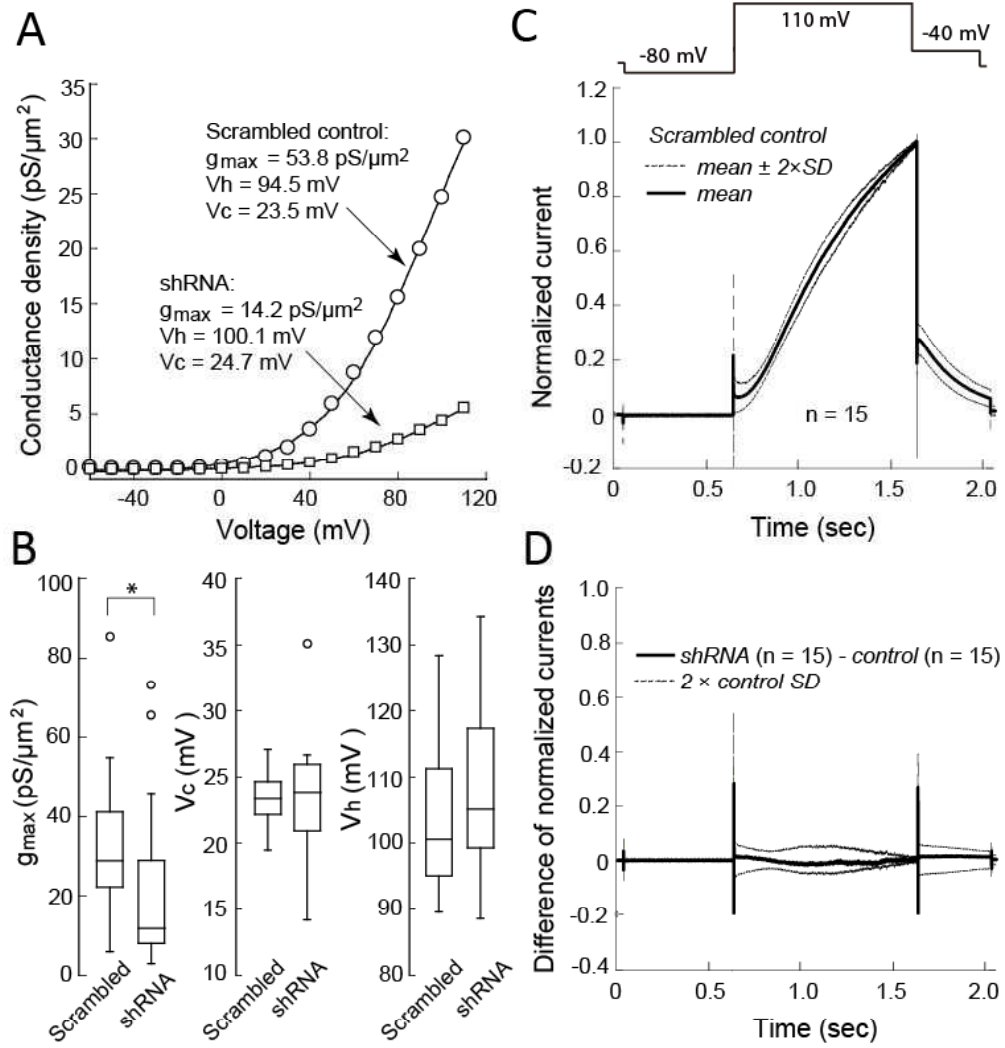 A
Conductance density (pS/µm²)
35
30
25
20
15
10
5
0
Scrambled control:
gmax = 53.8 pS/µm²
Vh = 94.5 mV
Vc = 23.5 mV
shRNA:
gmax = 14.2 pS/µm²
Vh = 100.1 mV
Vc = 24.7 mV
-40 0 40 80 120
Voltage (mV)
B
gmax (pS/µm²)
100
80
60
40
20
0
*
Scrambled
shRNA
Vc (mV)
40
35
30
25
20
15
10
Scrambled
shRNA
Vh (mV)
140
130
120
110
100
90
80
Scrambled
shRNA
C
-80 mV
110 mV
-40 mV
Normalized current
1.2
1.0
0.8
0.6
0.4
0.2
0
-0.2
Scrambled control
mean ± 2×SD
mean
n = 15
0 0.5 1.0 1.5 2.0
Time (sec)
D
Difference of normalized currents
1.0
0.8
0.6
0.4
0.2
0
-0.2
-0.4
shRNA (n = 15) - control (n = 15)
2 × control SD
0 0.5 1.0 1.5 2.0
Time (sec)